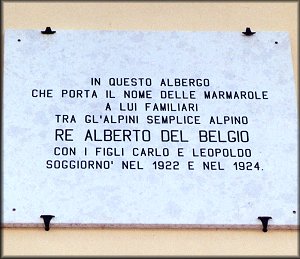 IN QUESTO ALBERGO
CHE PORTA IL NOME DELLE MARMAROLE
A LUI FAMILIARI
TRA GL'ALPINI SEMPLICE ALPINO
RE ALBERTO DEL BELGIO
CON I FIGLI CARLO E LEOPOLDO
SOGGIORNO' NEL 1922 E NEL 1924.